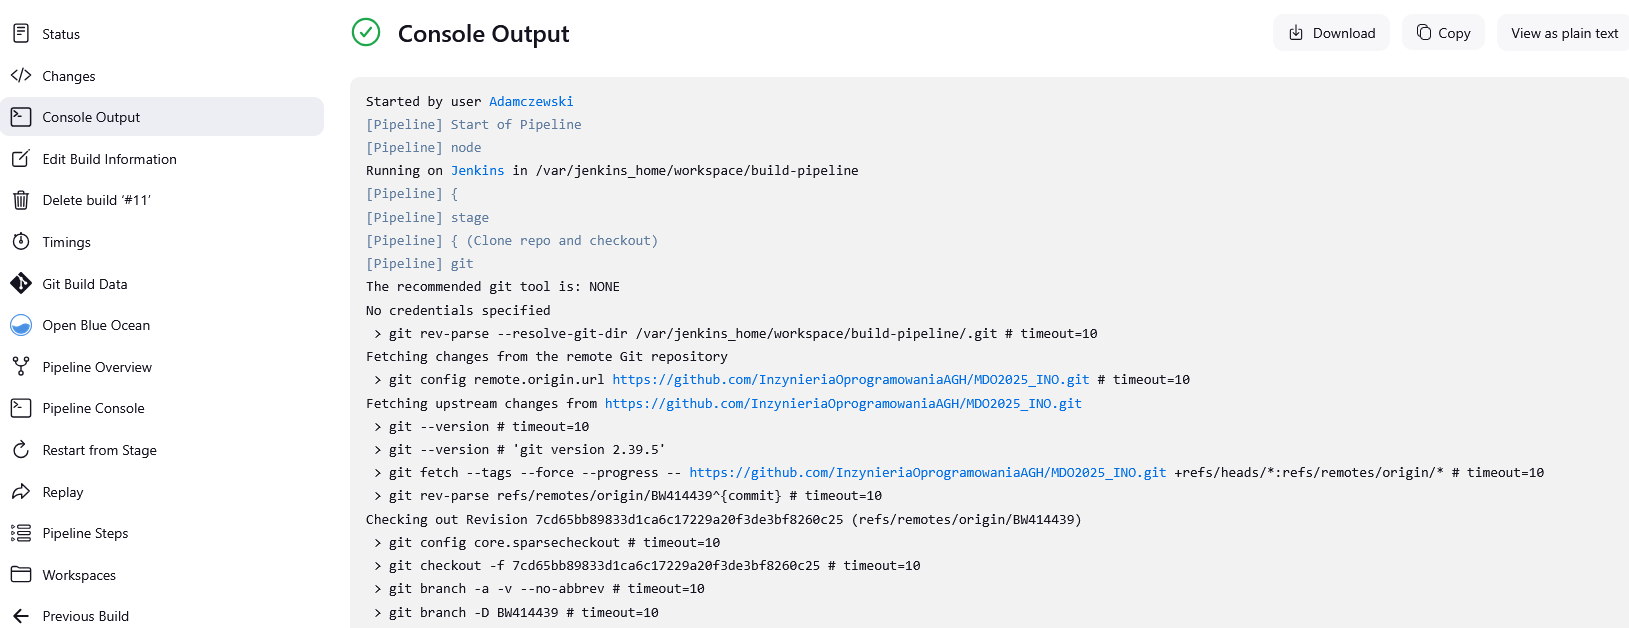 Status
Changes
Console Output
Edit Build Information
Delete build ‘#11’
Timings
Git Build Data
Open Blue Ocean
Pipeline Overview
Pipeline Console
Restart from Stage
Replay
Pipeline Steps
Workspaces
Previous Build
Console Output
Download
Copy
View as plain text
Started by user Adamczewski
[Pipeline] Start of Pipeline
[Pipeline] node
Running on Jenkins in /var/jenkins_home/workspace/build-pipeline
[Pipeline] {
[Pipeline] stage
[Pipeline] { (Clone repo and checkout)
[Pipeline] git
The recommended git tool is: NONE
No credentials specified
> git rev-parse --resolve-git-dir /var/jenkins_home/workspace/build-pipeline/.git # timeout=10
Fetching changes from the remote Git repository
> git config remote.origin.url https://github.com/InzynieriaOprogramowaniaAGH/MDO2025_INO.git # timeout=10
Fetching upstream changes from https://github.com/InzynieriaOprogramowaniaAGH/MDO2025_INO.git
> git --version # timeout=10
> git --version # 'git version 2.39.5'
> git fetch --tags --force --progress -- https://github.com/InzynieriaOprogramowaniaAGH/MDO2025_INO.git +refs/heads/*:refs/remotes/origin/* # timeout=10
> git rev-parse refs/remotes/origin/BW414439^{commit} # timeout=10
Checking out Revision 7cd65bb89833d1ca6c17229a20f3de3bf8260c25 (refs/remotes/origin/BW414439)
> git config core.sparsecheckout # timeout=10
> git checkout -f 7cd65bb89833d1ca6c17229a20f3de3bf8260c25 # timeout=10
> git branch -a -v --no-abbrev # timeout=10
> git branch -D BW414439 # timeout=10